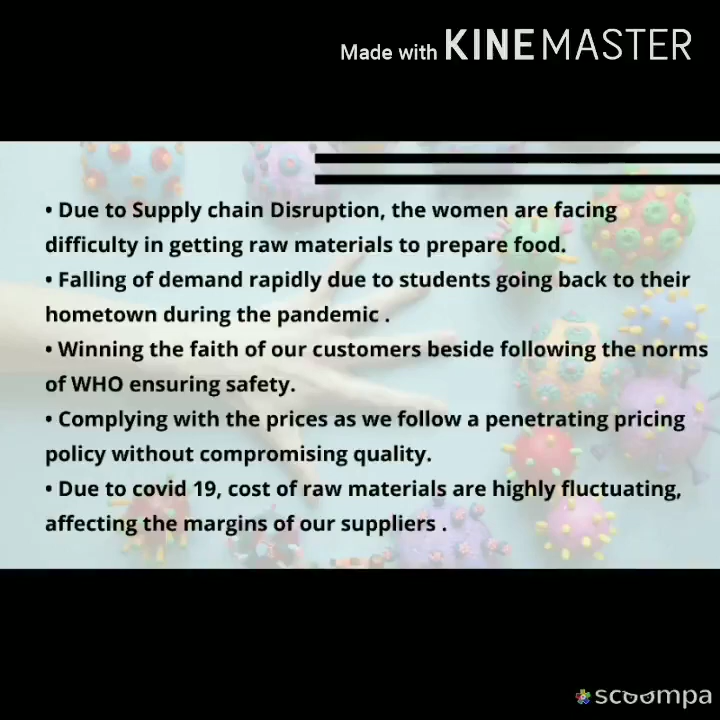 Made with KINEMASTER
• Due to Supply chain Disruption, the women are facing
difficulty in getting raw materials to prepare food.
• Falling of demand rapidly due to students going back to their
hometown during the pandemic .
• Winning the faith of our customers beside following the norms
of WHO ensuring safety.
• Complying with the prices as we follow a penetrating pricing
policy without compromising quality.
• Due to covid 19, cost of raw materials are highly fluctuating,
affecting the margins of our suppliers .
scoompa